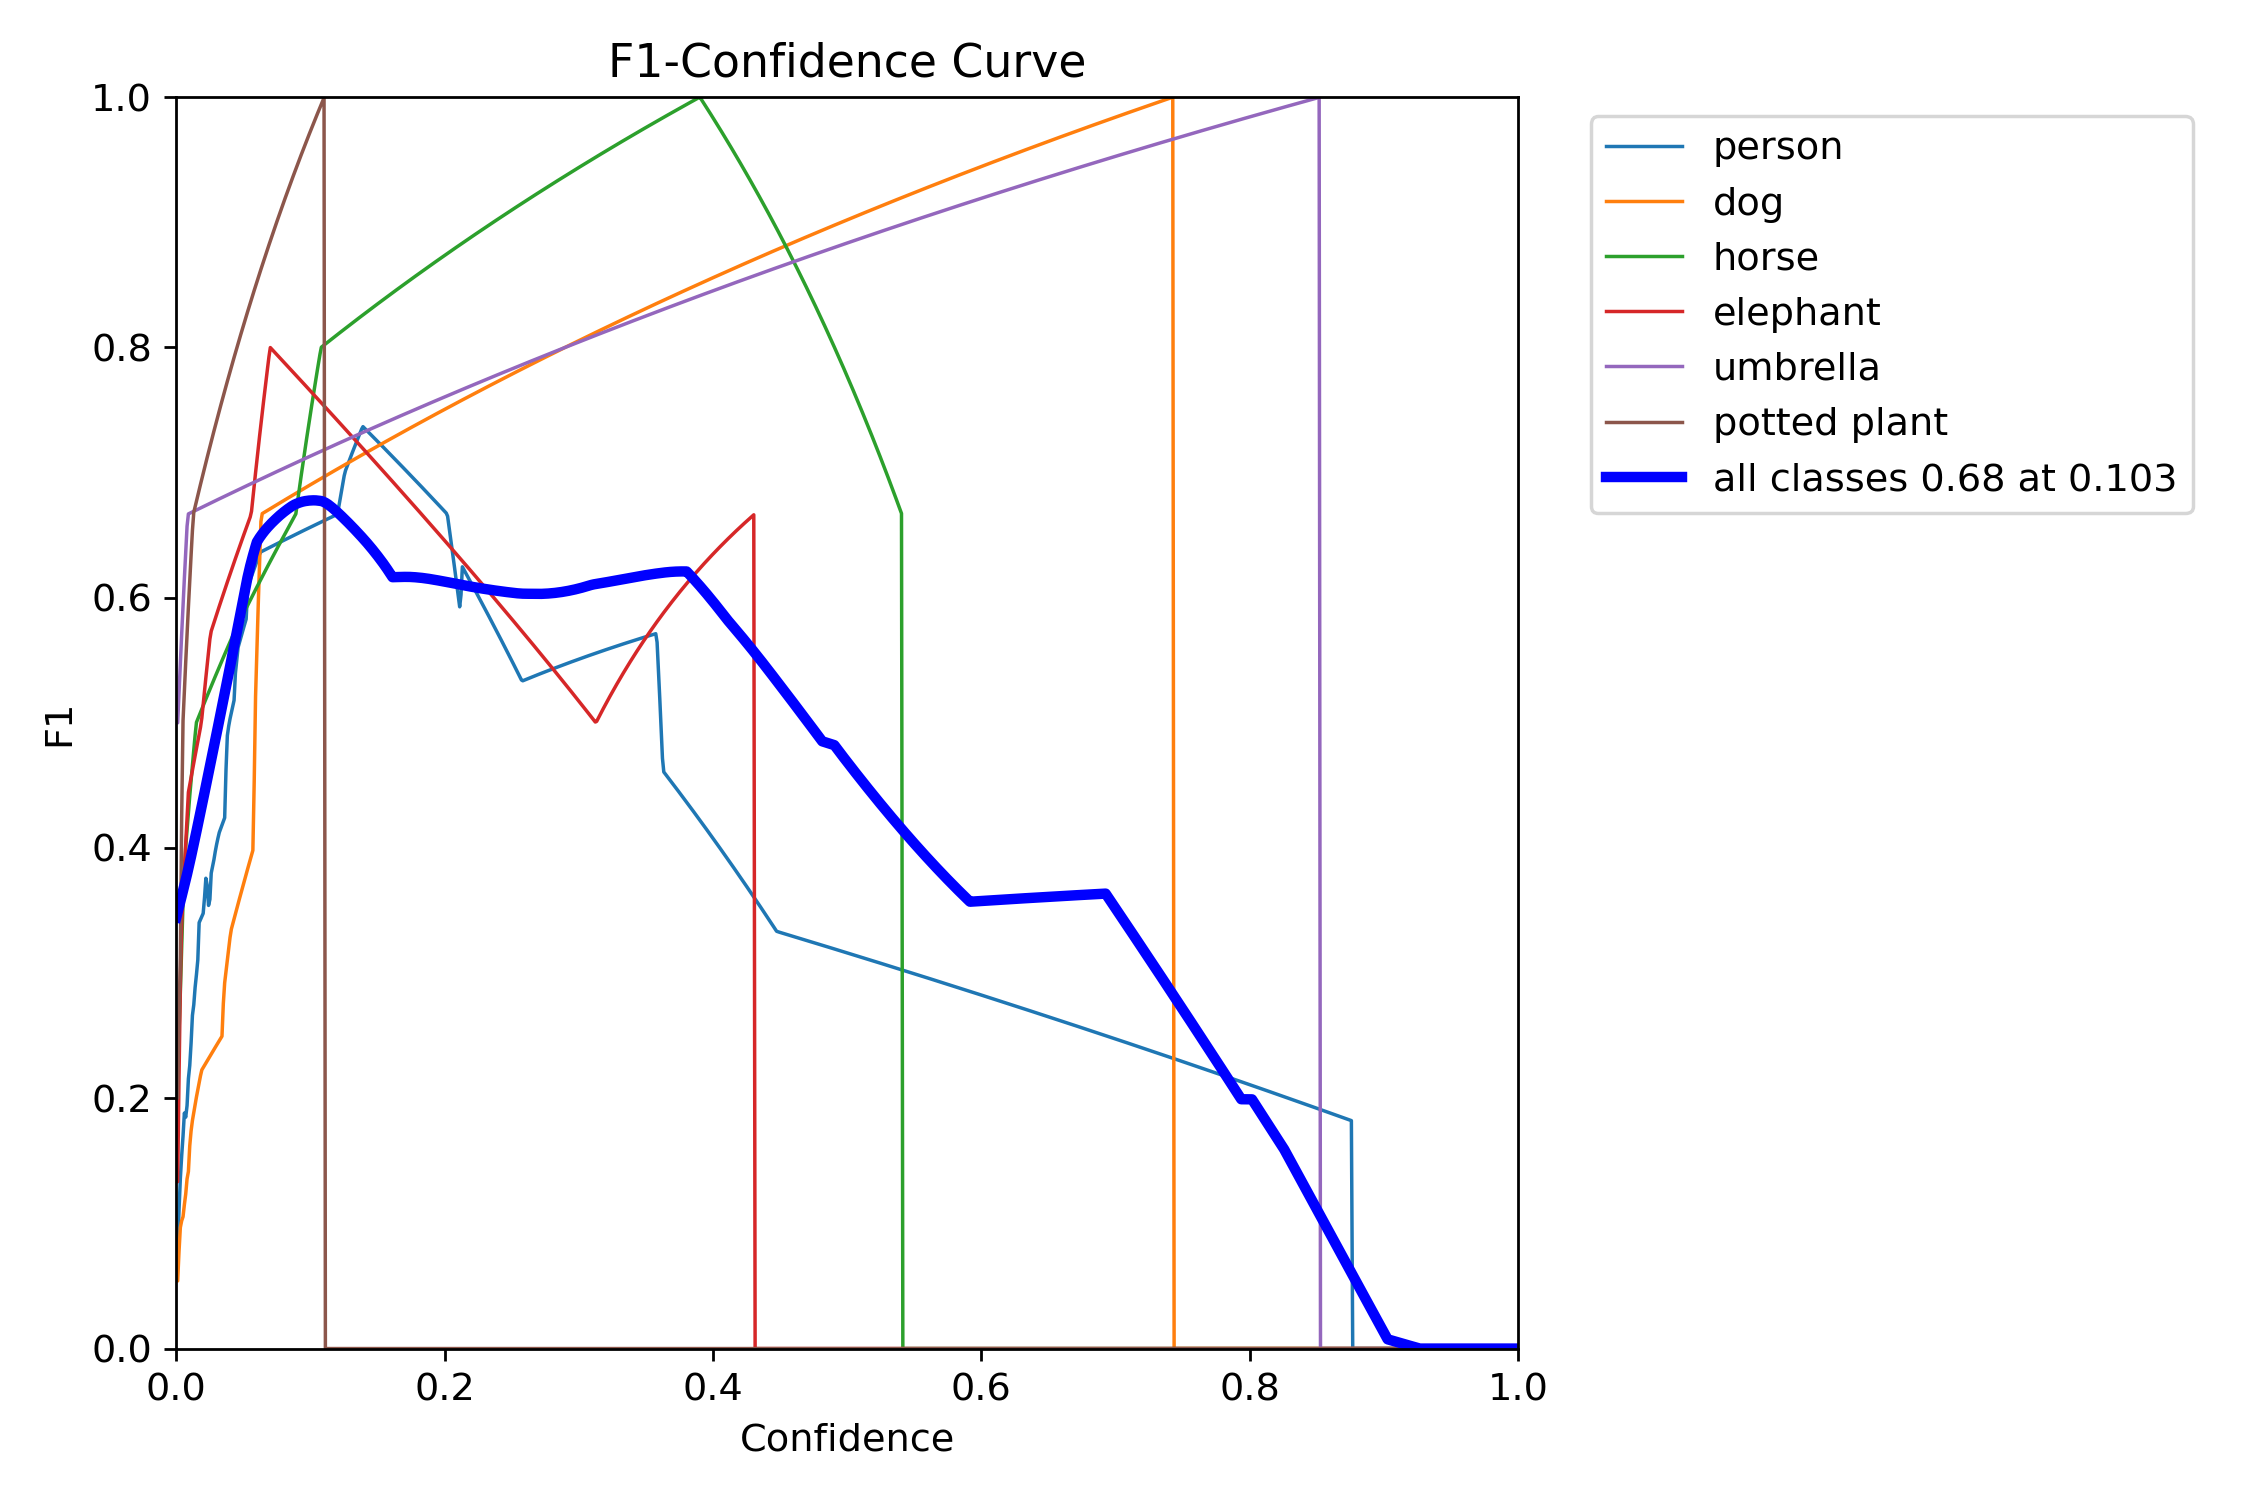 F1-Confidence Curve
1.0
0.8
0.6
0.4
0.2
0.0
F1
0.0 0.2 0.4 0.6 0.8 1.0
Confidence
person
dog
horse
elephant
umbrella
potted plant
all classes 0.68 at 0.103